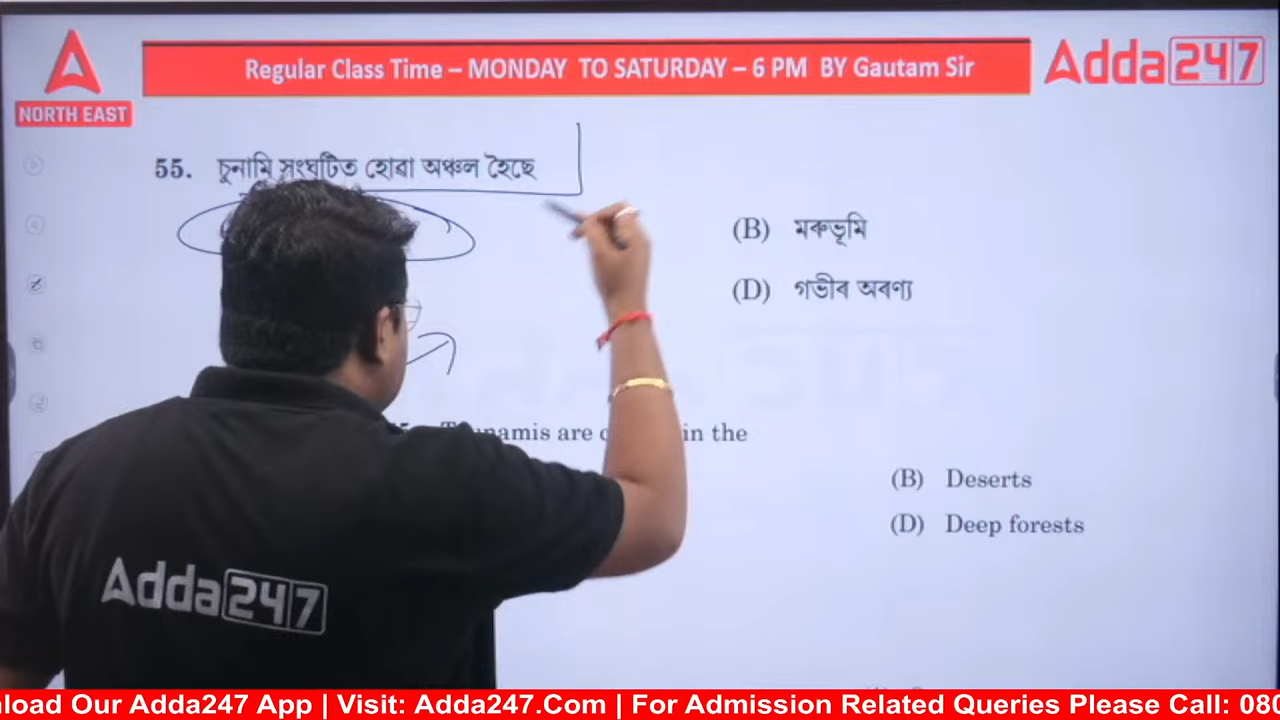 Regular Class Time – MONDAY TO SATURDAY – 6 PM BY Gautam Sir
Adda247
NORTH EAST
55. চুনামি সংঘটিত হোৱা অঞ্চল হৈছে
(B) মৰুভূমি
(D) গভীৰ অৰণ্য
are in the
(B) Deserts
(D) Deep forests
Adda247
Our Adda247 App | Visit: Adda247.Com | For Admission Related Queries Please Call: